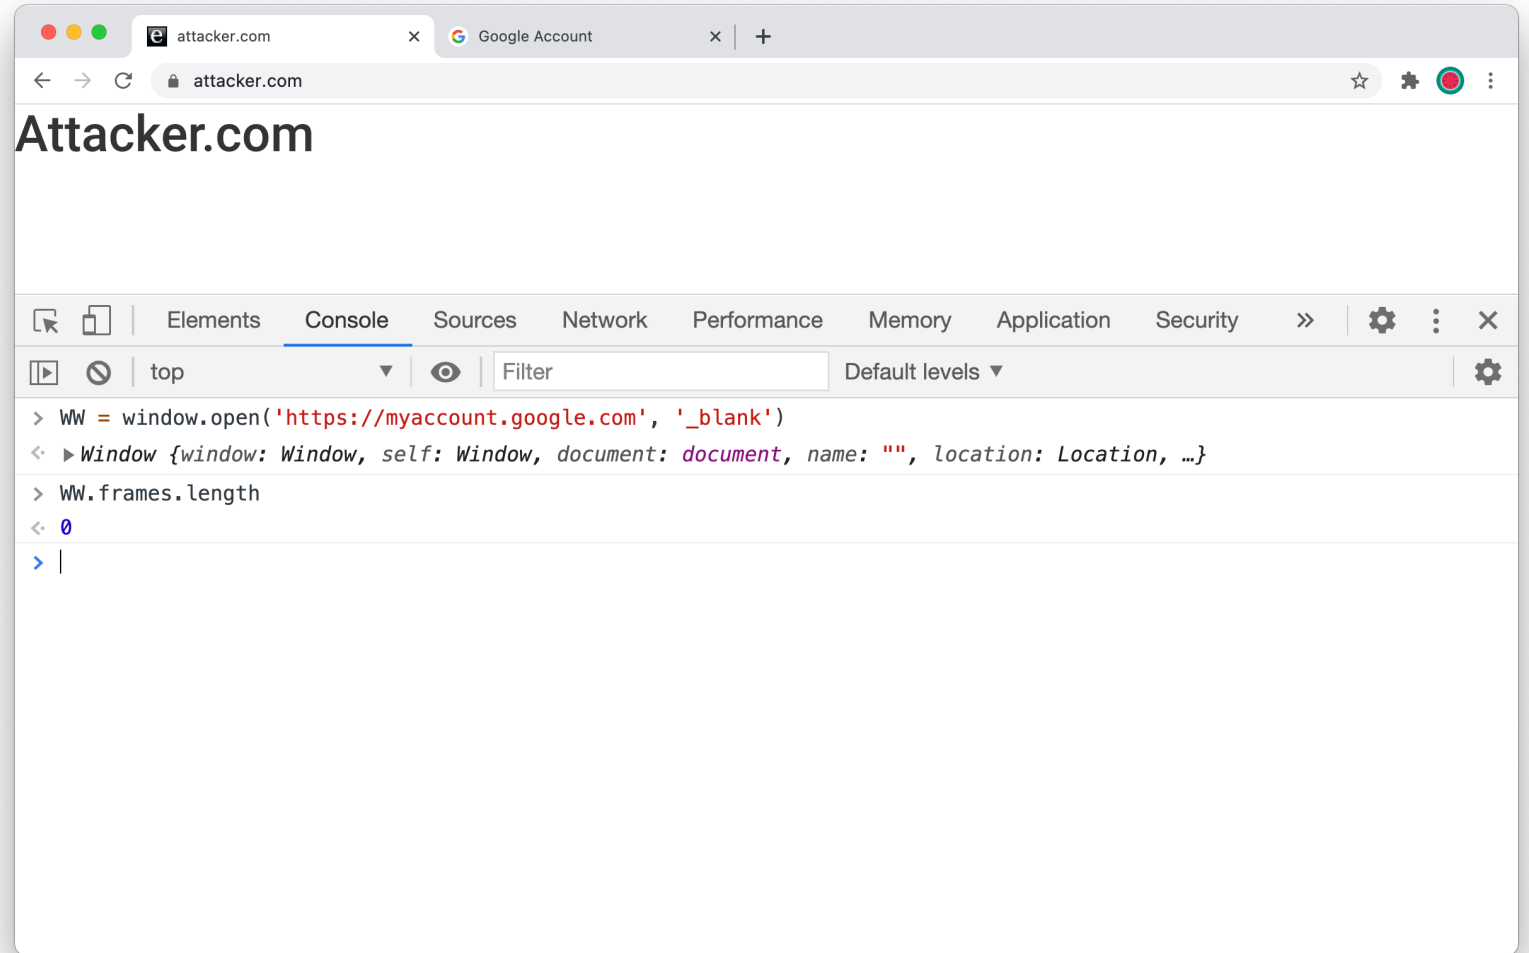 attacker.com
Google Account
attacker.com
Attacker.com
Elements Console Sources Network Performance Memory Application Security
top Filter Default levels
> WW = window.open('https://myaccount.google.com', '_blank')
Window {window: Window, self: Window, document: document, name: "", location: Location, …}
> WW.frames.length
0
>